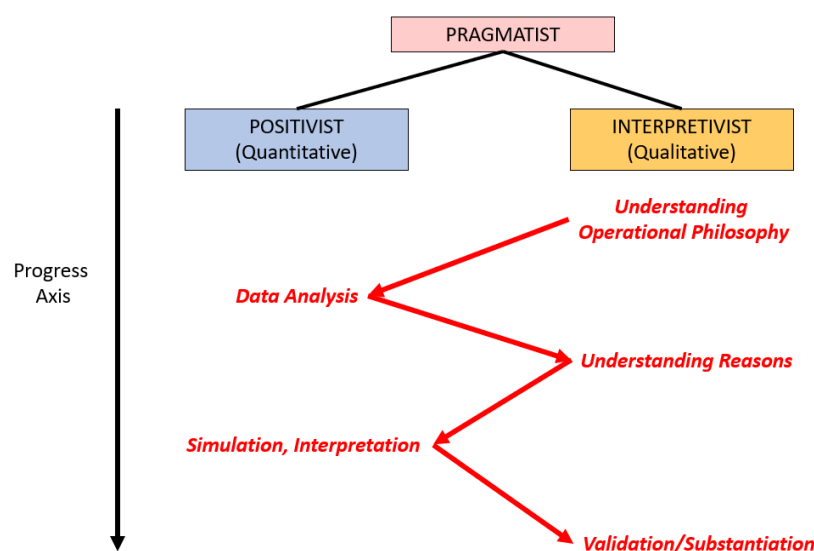 PRAGMATIST
POSITIVIST
(Quantitative)
INTERPRETIVIST
(Qualitative)
Understanding
Operational Philosophy
Progress
Axis
Data Analysis
Understanding Reasons
Simulation, Interpretation
Validation/Substantiation